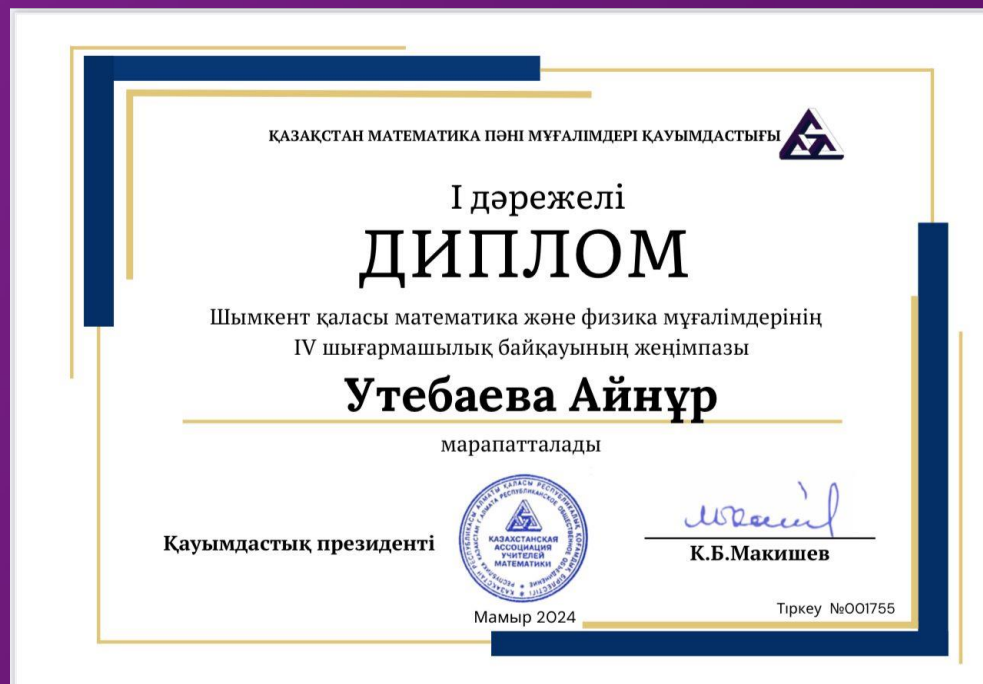 ҚАЗАҚСТАН МАТЕМАТИКА ПӘНІ МҰҒАЛІМДЕРІ ҚАУЫМДАСТЫҒЫ
І дәрежелі
ДИПЛОМ
Шымкент қаласы математика және физика мұғалімдерінің
IV шығармашылық байқауының жеңімпазы
Утебаева Айнұр
марапатталады
Қауымдастық президенті
КАЗАХСТАНСКАЯ
АССОЦИАЦИЯ
УЧИТЕЛЕЙ
МАТЕМАТИКИ
К.Б.Макишев
Мамыр 2024
Тіркеу №001755